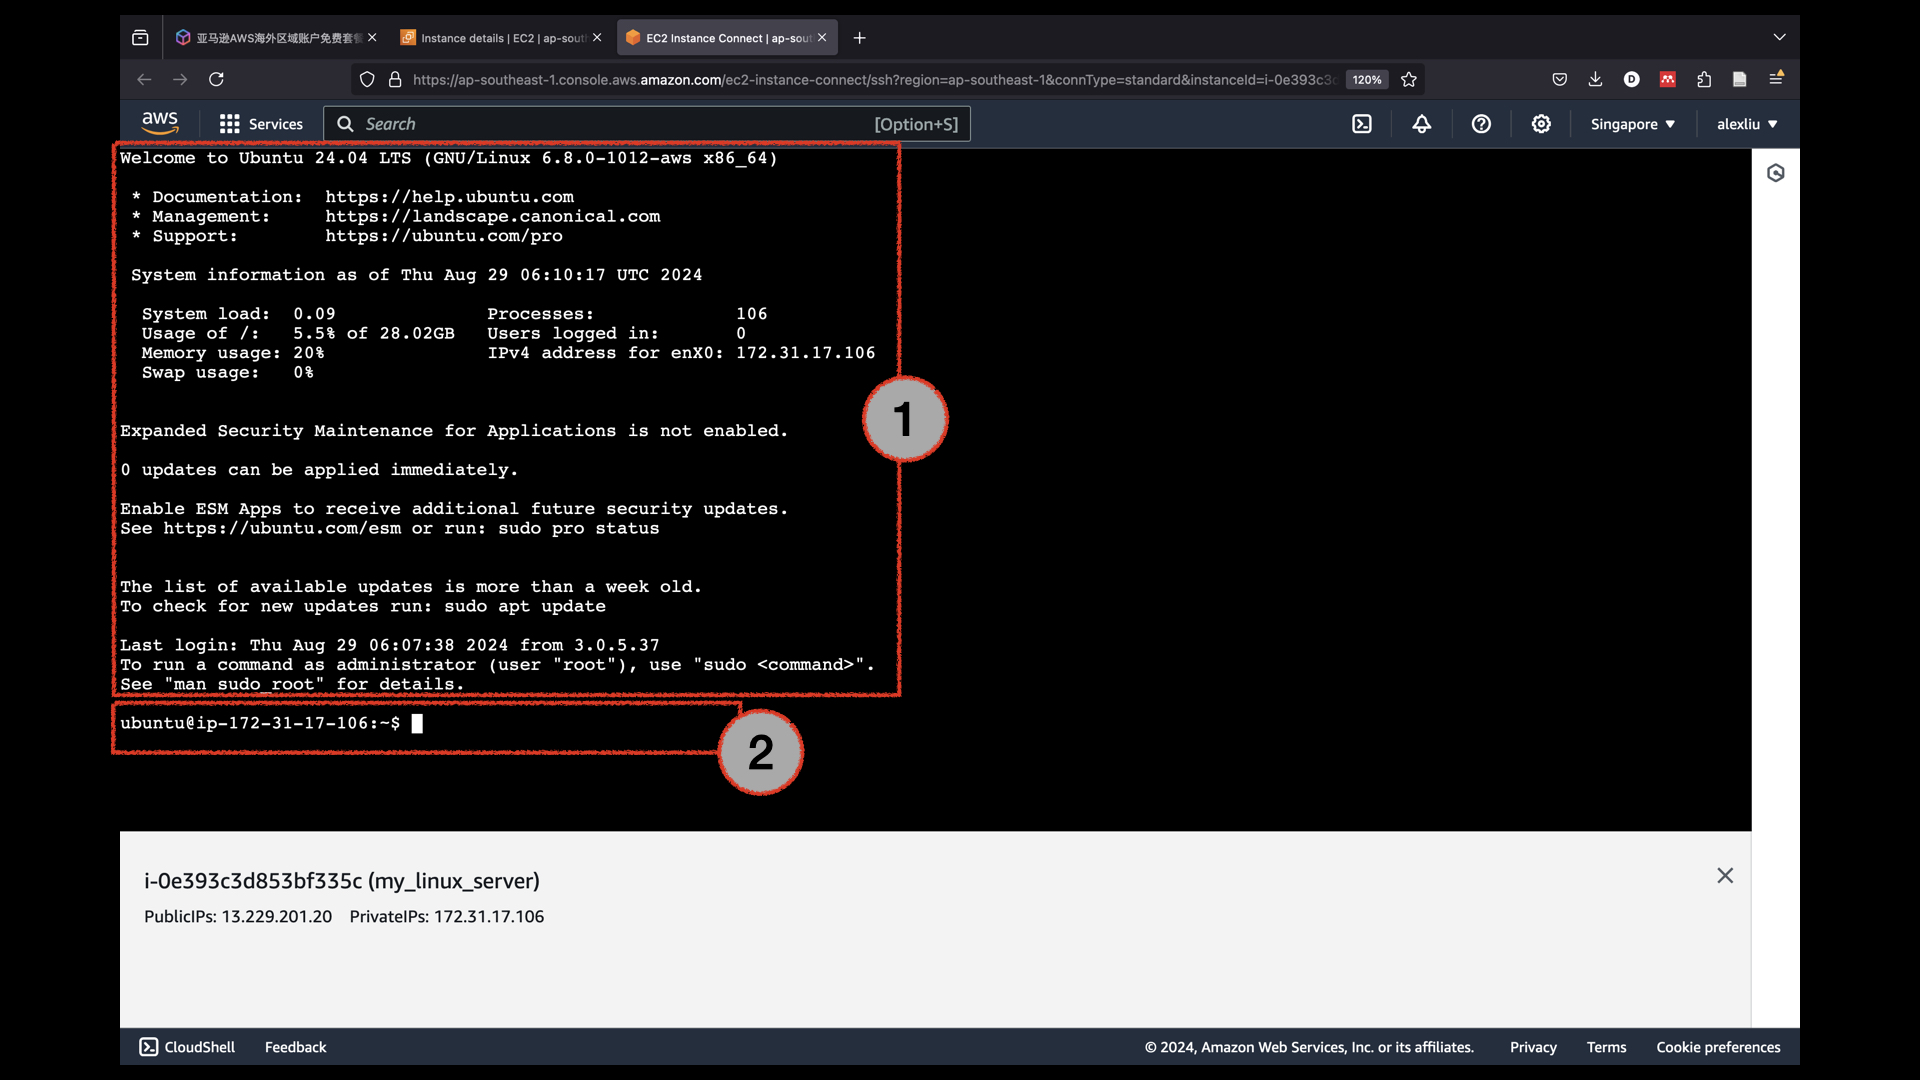 亚马逊AWS海外区域账户免费套餐
Instance details | EC2 | ap-sout
EC2 Instance Connect | ap-sou
https://ap-southeast-1.console.aws.amazon.com/ec2-instance-connect/ssh?region=ap-southeast-1&connType=standard&instanceId=i-0e393c3
120%
aws
Services
Search
[Option+S]
Singapore
alexliu
Welcome to Ubuntu 24.04 LTS (GNU/Linux 6.8.0-1012-aws x86_64)
* Documentation: https://help.ubuntu.com
* Management: https://landscape.canonical.com
* Support: https://ubuntu.com/pro
System information as of Thu Aug 29 06:10:17 UTC 2024
System load: 0.09 Processes: 106
Usage of /: 5.5% of 28.02GB Users logged in: 0
Memory usage: 20% IPv4 address for enX0: 172.31.17.106
Swap usage: 0%
Expanded Security Maintenance for Applications is not enabled.
0 updates can be applied immediately.
Enable ESM Apps to receive additional future security updates.
See https://ubuntu.com/esm or run: sudo pro status
The list of available updates is more than a week old.
To check for new updates run: sudo apt update
Last login: Thu Aug 29 06:07:38 2024 from 3.0.5.37
To run a command as administrator (user "root"), use "sudo <command>".
See "man sudo_root" for details.
1
ubuntu@ip-172-31-17-106:~$
2
i-0e393c3d853bf335c (my_linux_server)
PublicIPs: 13.229.201.20 PrivateIPs: 172.31.17.106
CloudShell
Feedback
© 2024, Amazon Web Services, Inc. or its affiliates.
Privacy
Terms
Cookie preferences